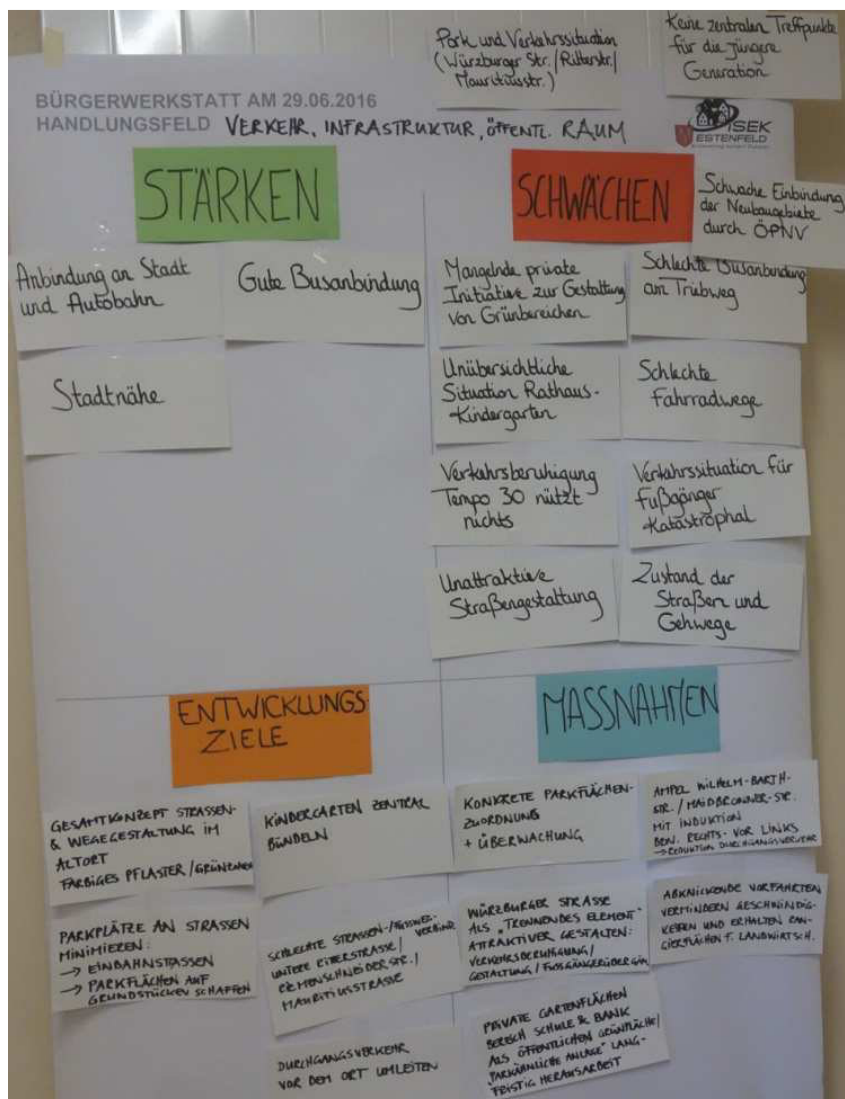 Park und Verkehrssituation
(Würzburger Str./Ritterstr./
Mauritiusstr.)
Keine zentralen Treffpunkte
für die jüngere
Generation
BÜRGERWERKSTATT AM 29.06.2016
HANDLUNGSFELD VERKEHR, INFRASTRUKTUR, ÖFFENTL. RAUM
ISEK
ESTENFELD
STÄRKEN
SCHWÄCHEN
Schwache Einbindung
der Neubaugebiete
durch ÖPNV
Anbindung an Stadt
und Autobahn
Gute Busanbindung
Stadtnähe
Mangelnde private
Initiative zur Gestaltung
von Grünbereichen
Schlechte Busanbindung
am Triebweg
Unübersichtliche
Situation Rathaus-
Kindergarten
Schlechte
Fahrradwege
Verkehrsberuhigung
Tempo 30 nützt
nichts
Verkehrssituation für
Fußgänger
Katastrophal
Unattraktive
Straßengestaltung
Zustand der
Straßen und
Gehwege
ENTWICKLUNGS-
ZIELE
MASSNAHMEN
GESAMTKONZEPT STRASSEN-
& WEGEGESTALTUNG IM
ALTORT
FARBIGES PFLASTER/
KINDERGARTEN ZENTRAL
BÜNDELN
PARKPLÄTZE AN STRASSEN
MINIMIEREN:
→ EINBAHNSTRASSEN
→ PARKFLÄCHEN AUF
GRUNDSTÜCKEN SCHAFFEN
SCHLECHTE STRASSEN-/
UNTERE RITTERSTRASSE/
RIEMENSCHNEIDERSTR./
MAURITIUSSTRASSE
DURCHGANGSVERKEHR
VOR DEM ORT UMLEITEN
KONKRETE PARKFLÄCHEN-
ZUORDNUNG
+ ÜBERWACHUNG
AMPEL WILHELM-BARTH-
STR./MAIDBRONNER-STR.
MIT INDUKTION
BZW. RECHTS-VOR LINKS
→ REDUKTION DURCHGANGSVERKEHR
WÜRZBURGER STRASSE
ALS „TRENNENDES ELEMENT"
ATTRAKTIVER GESTALTEN:
VERKEHRSBERUHIGUNG/
GESTALTUNG/FUSSGÄNGERÜBERGÄN
ABKNICKENDE VORFAHRTEN
VERMINDERN GESCHWINDIG-
KEITEN UND ERHALTEN RAN-
GIERFLÄCHEN F. LANDWIRTSCH.
PRIVATE GARTENFLÄCHEN
BEREICH SCHULE & BANK
ALS ÖFFENTLICHEN GRÜNFLÄCHE/
„PARKÄHNLICHE ANLAGE" LANG-
FRISTIG HERAUSARBEIT